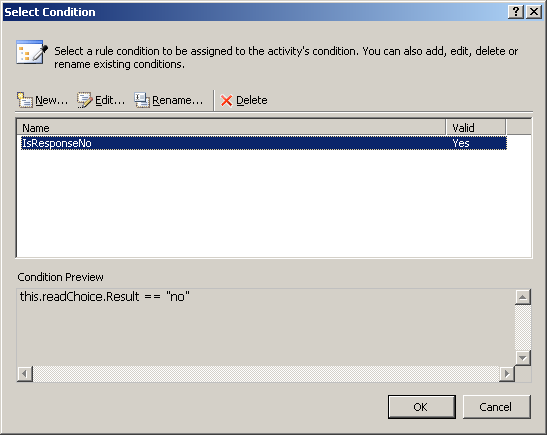 Select Condition
Select a rule condition to be assigned to the activity's condition. You can also add, edit, delete or
rename existing conditions.
New... Edit... Rename... Delete
Name Valid
IsResponseNo Yes
Condition Preview
this.readChoice.Result == "no"
OK Cancel